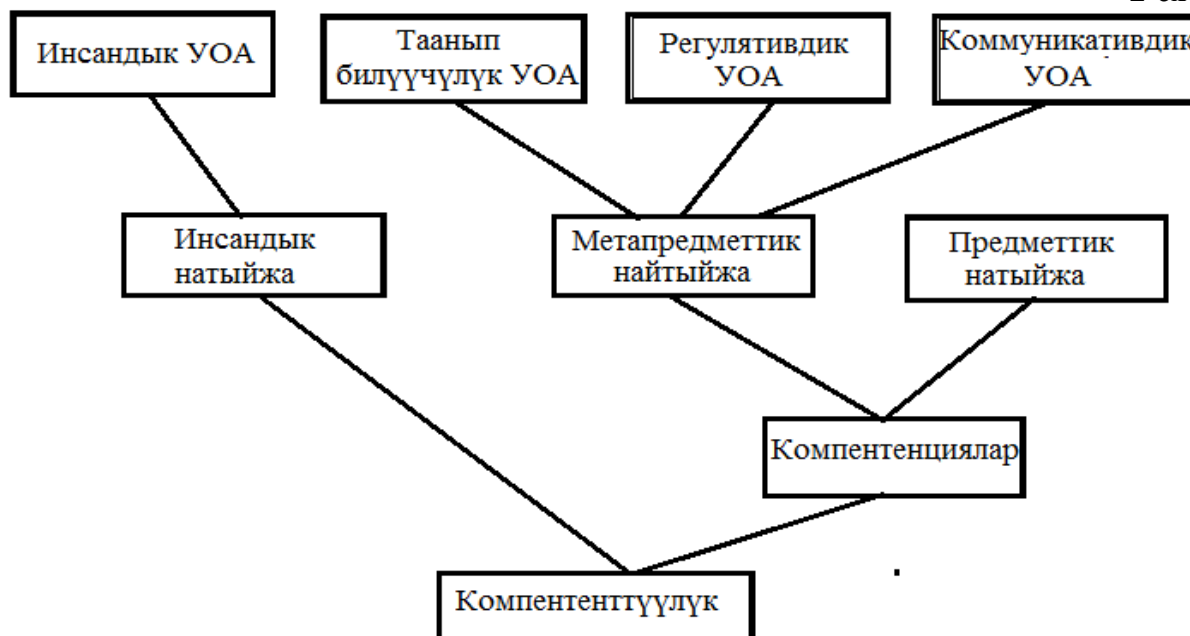 Инсандык УОА
Таанып
билүүчүлүк УОА
Регулятивдик
УОА
Коммуникативдик
УОА
Инсандык
натыйжа
Метапредметтик
найтыйжа
Предметтик
натыйжа
Компентенциялар
Компентенттүүлүк